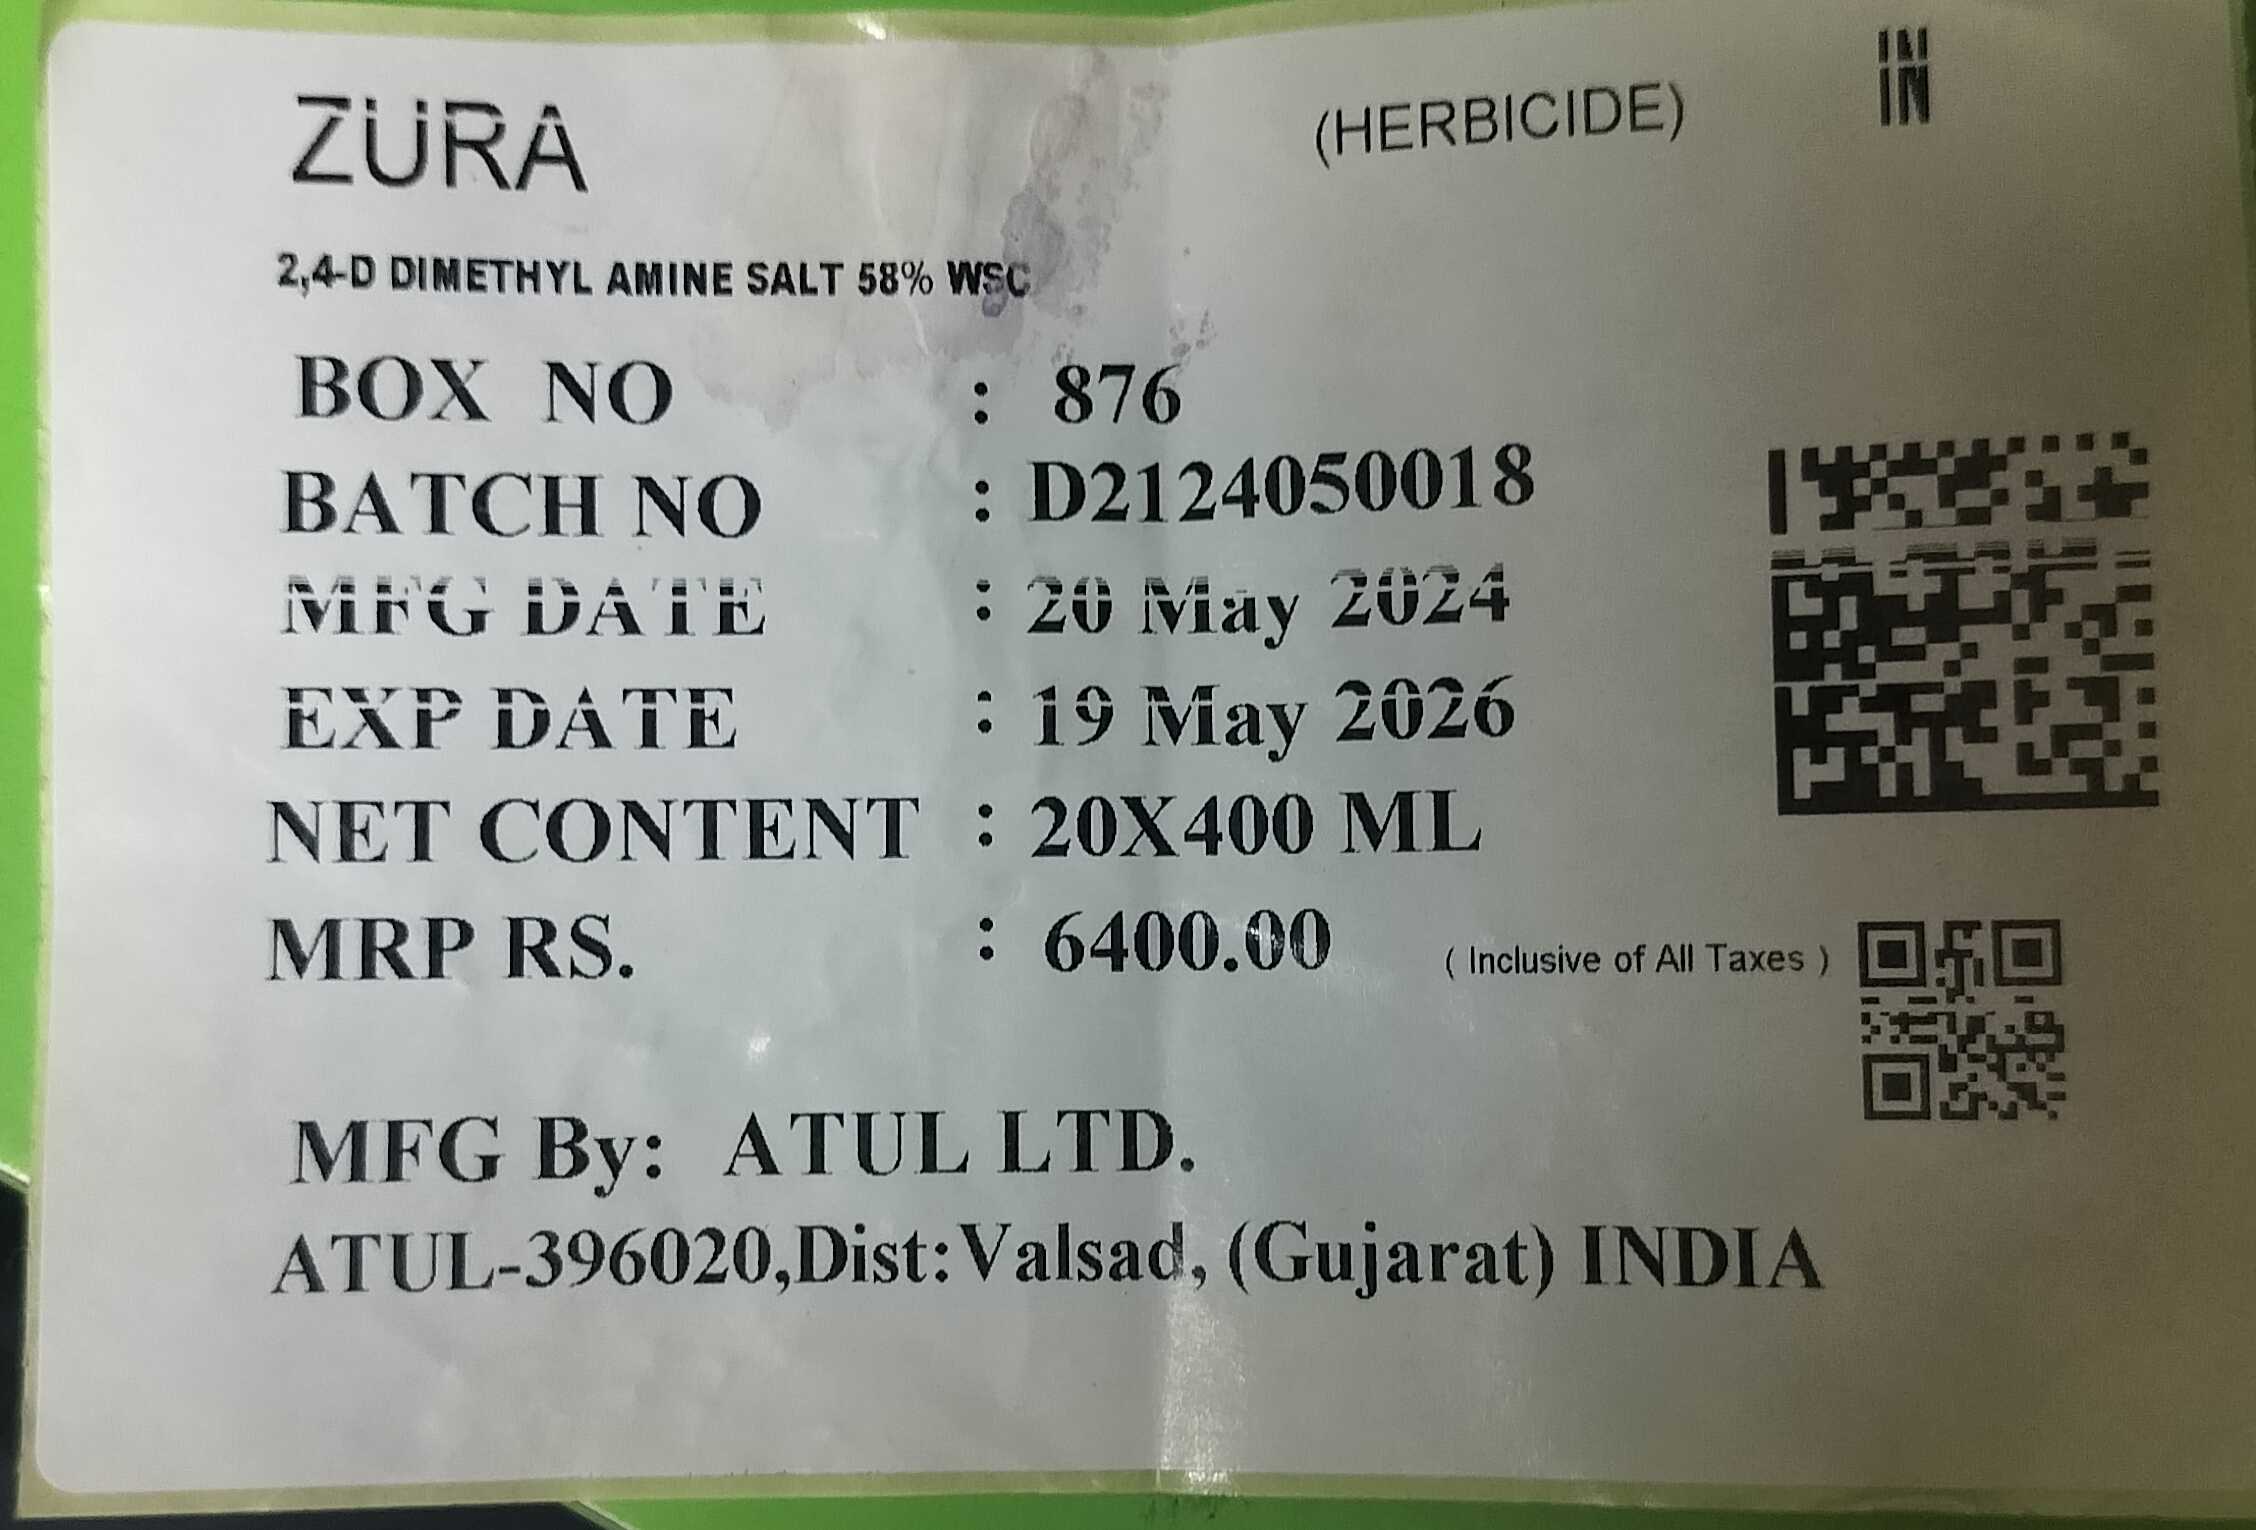 ZURA (HERBICIDE) IN
2,4-D DIMETHYL AMINE SALT 58% WSC
BOX NO : 876
BATCH NO : D2124050018
MFG DATE : 20 May 2024
EXP DATE : 19 May 2026
NET CONTENT : 20X400 ML
MRP RS. : 6400.00 ( Inclusive of All Taxes )
MFG By: ATUL LTD.
ATUL-396020,Dist:Valsad, (Gujarat) INDIA